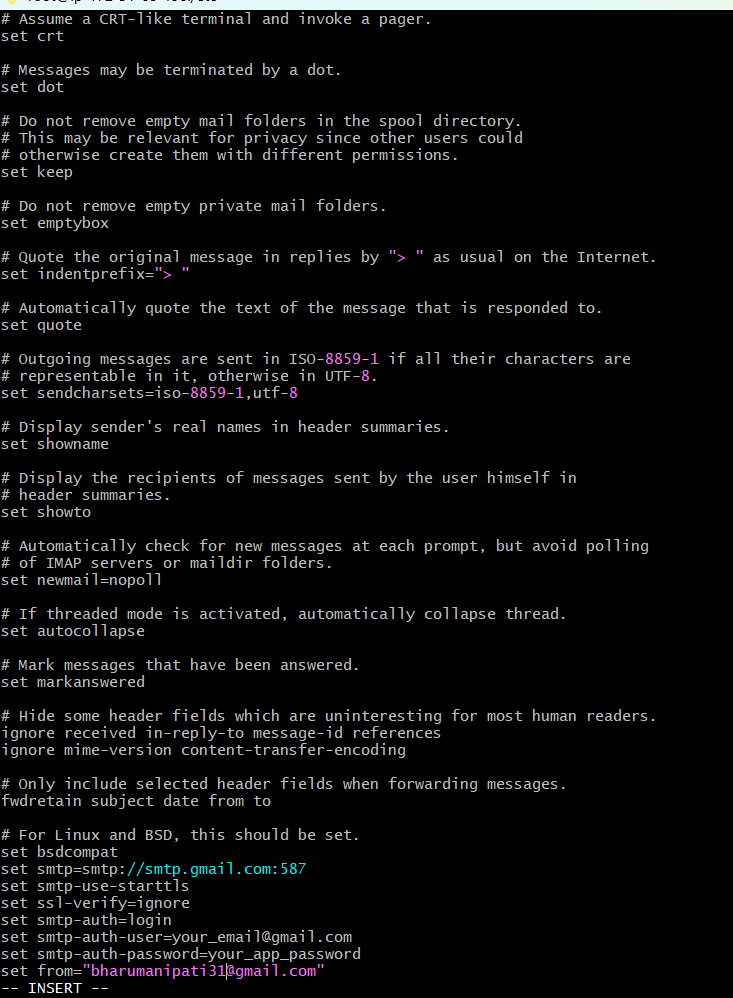 # Assume a CRT-like terminal and invoke a pager.
set crt

# Messages may be terminated by a dot.
set dot

# Do not remove empty mail folders in the spool directory.
# This may be relevant for privacy since other users could
# otherwise create them with different permissions.
set keep

# Do not remove empty private mail folders.
set emptybox

# Quote the original message in replies by "> " as usual on the Internet.
set indentprefix="> "

# Automatically quote the text of the message that is responded to.
set quote

# Outgoing messages are sent in ISO-8859-1 if all their characters are
# representable in it, otherwise in UTF-8.
set sendcharsets=iso-8859-1,utf-8

# Display sender's real names in header summaries.
set showname

# Display the recipients of messages sent by the user himself in
# header summaries.
set showto

# Automatically check for new messages at each prompt, but avoid polling
# of IMAP servers or maildir folders.
set newmail=nopoll

# If threaded mode is activated, automatically collapse thread.
set autocollapse

# Mark messages that have been answered.
set markanswered

# Hide some header fields which are uninteresting for most human readers.
ignore received in-reply-to message-id references
ignore mime-version content-transfer-encoding

# Only include selected header fields when forwarding messages.
fwdretain subject date from to

# For Linux and BSD, this should be set.
set bsdcompat
set smtp=smtp://smtp.gmail.com:587
set smtp-use-starttls
set ssl-verify=ignore
set smtp-auth=login
set smtp-auth-user=your_email@gmail.com
set smtp-auth-password=your_app_password
set from="bharumanipati31@gmail.com"
-- INSERT --